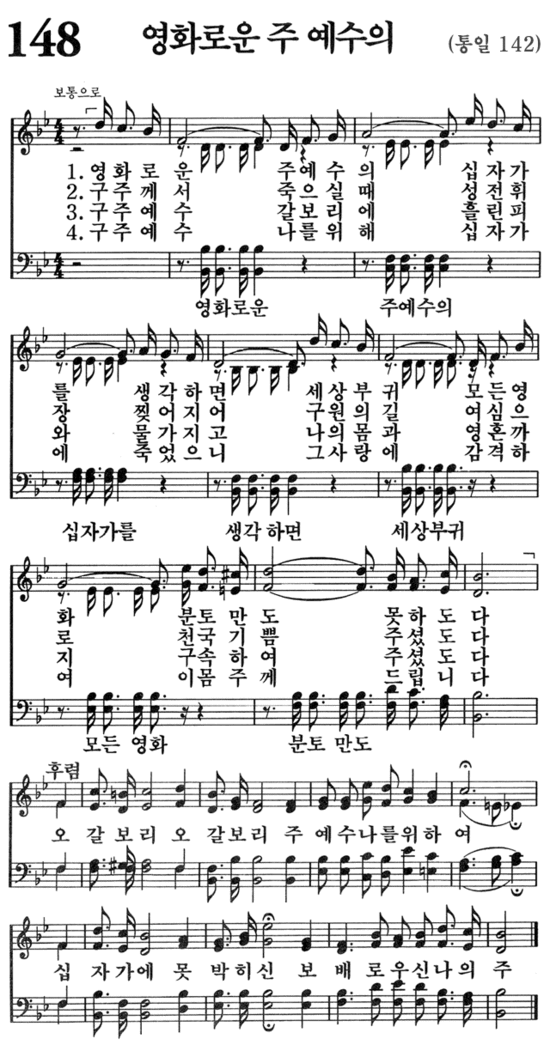 148 영화로운 주 예수의 (통일 142)
보통으로
1. 영 화 로 운 주 예 수 의 십 자 가
2. 구 주 께 서 죽 으 실 때 성 전 휘
3. 구 주 예 수 갈 보 리 에 흘 린 피
4. 구 주 예 수 나 를 위 해 십 자 가
영화로운 주예수의
를 생 각 하 면 세 상 부 귀 모 든 영
장 찢 어 지 어 구 원 의 길 여 심 으
와 물 가 지 고 나 의 몸 과 영 혼 까
에 죽 었 으 니 그 사 랑 에 감 격 하
십자가를 생각 하면 세상부귀
화 분 토 만 도 못 하 도 다
로 천 국 기 쁨 주 셨 도 다
지 구 속 하 여 주 셨 도 다
여 이 몸 주 께 드 립 니 다
모든 영화 분토 만도
후렴
오 갈 보 리 오 갈 보 리 주 예 수 나 를 위 하 여
십 자 가 에 못 박 히 신 보 배 로 우 신 나 의 주